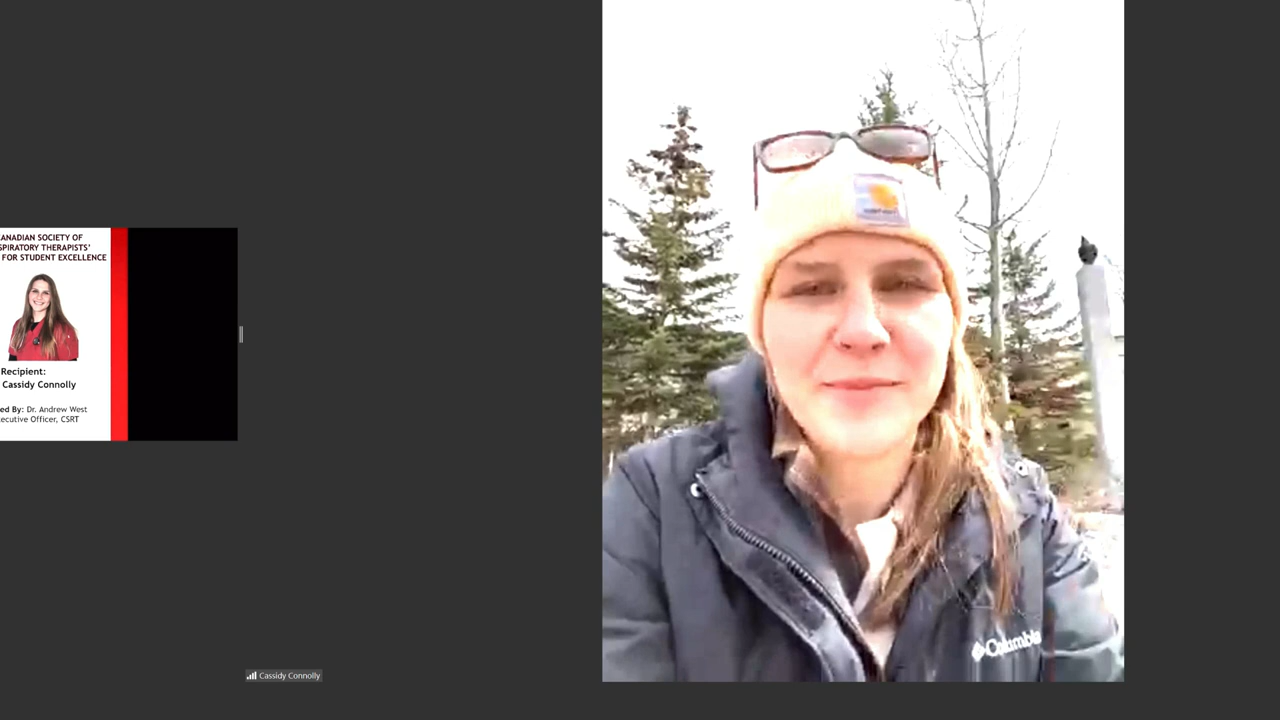 ANADIAN SOCIETY OF
SPIRATORY THERAPISTS'
FOR STUDENT EXCELLENCE
Recipient:
Cassidy Connolly
ed By: Dr. Andrew West
ecutive Officer, CSRT
Cassidy Connolly
Columbia